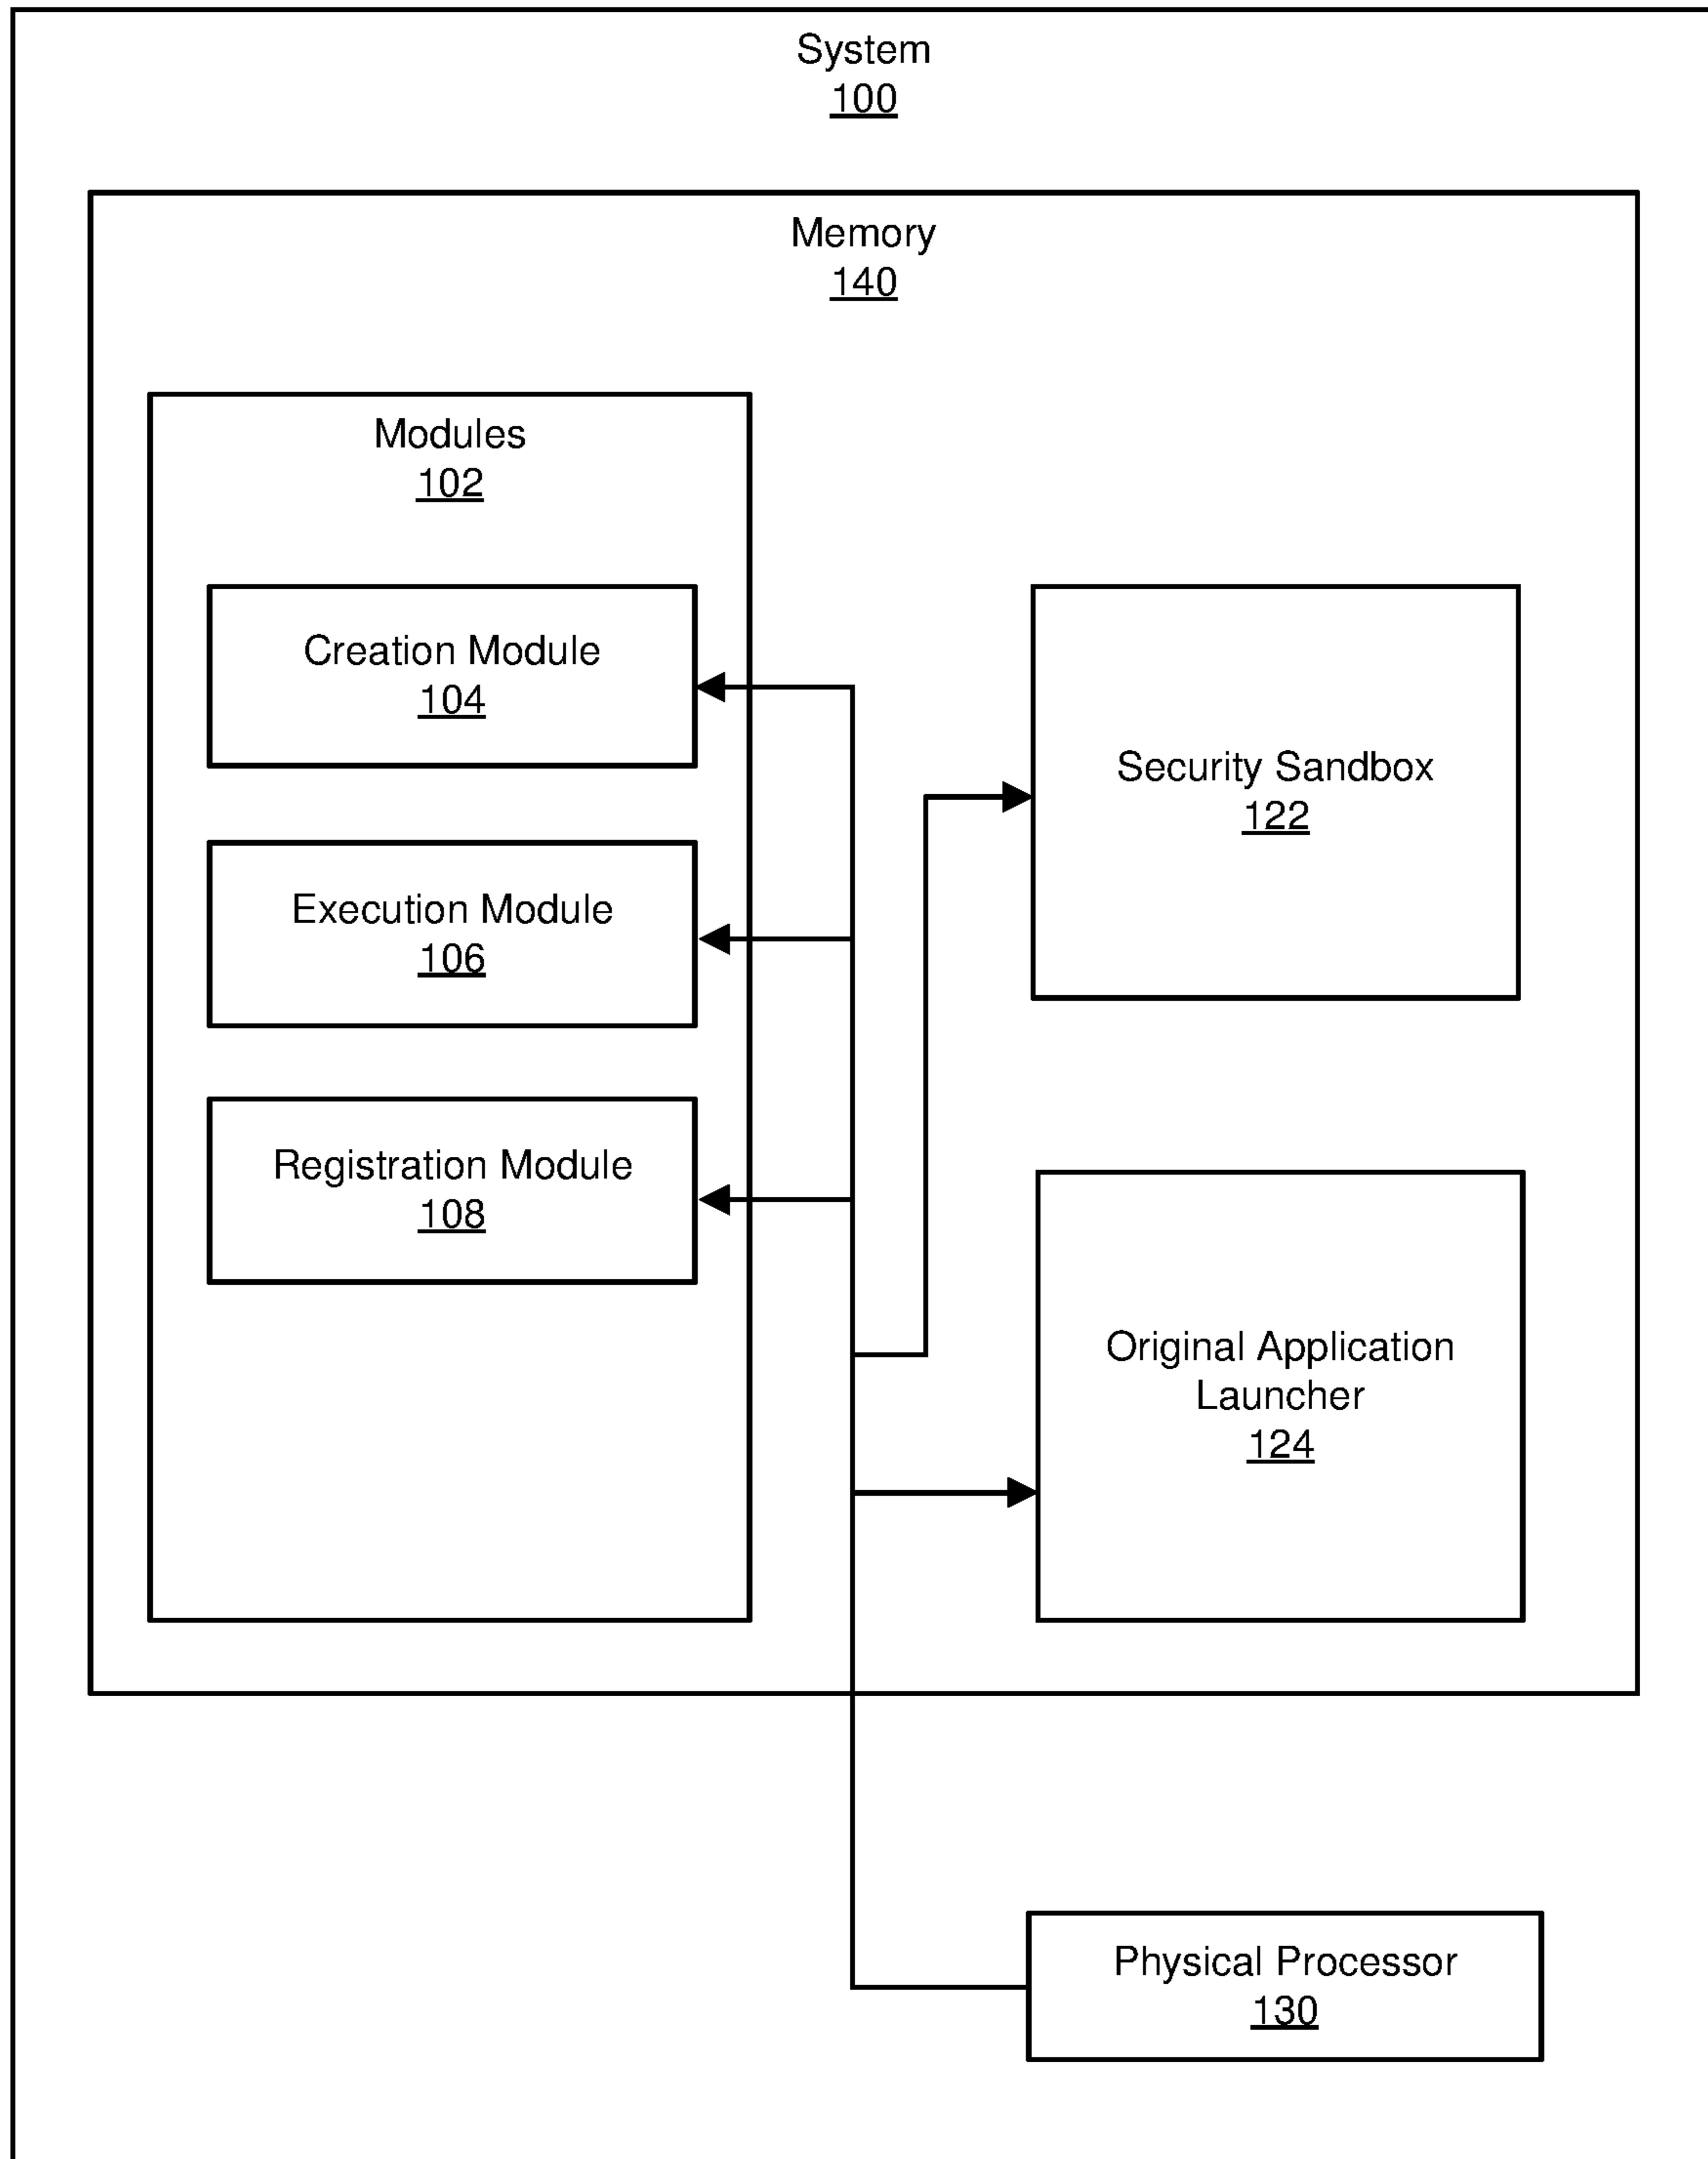 System
100
Memory
140
Modules
102
Creation Module
104
Execution Module
106
Registration Module
108
Security Sandbox
122
Original Application
Launcher
124
Physical Processor
130